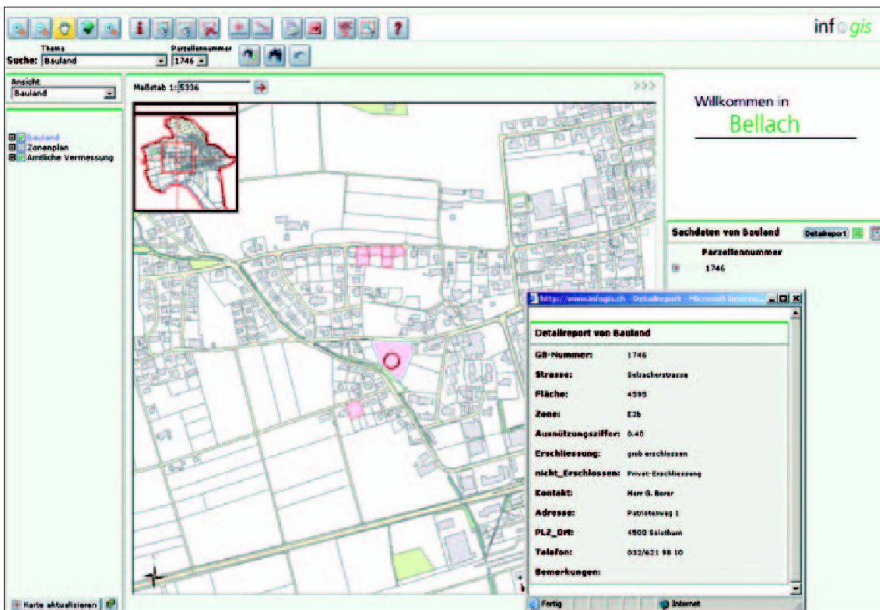 infogis
Thema
Parzellennummer
Suche: Bauland
1746
Ansicht
Bauland
Maßstab 1: 5336
>>>
Bauland
Zonenplan
Amtliche Vermessung
Willkommen in
Bellach
Sachdaten von Bauland
Detailreport
Parzellennummer
1746
http://www.infogis.ch - Detailreport - Microsoft Interne...
Detailreport von Bauland
GB-Nummer: 1746
Strasse: Selzacherstrasse
Fläche: 4595
Zone: E2b
Ausnützungsziffer: 0.40
Erschliessung: grob erschlossen
nicht_Erschlossen: Privat-Erschliessung
Kontakt: Herr G. Borer
Adresse: Patriotenweg 1
PLZ_Ort: 4500 Solothurn
Telefon: 032/621 98 10
Bemerkungen:
Karte aktualisieren
Fertig
Internet